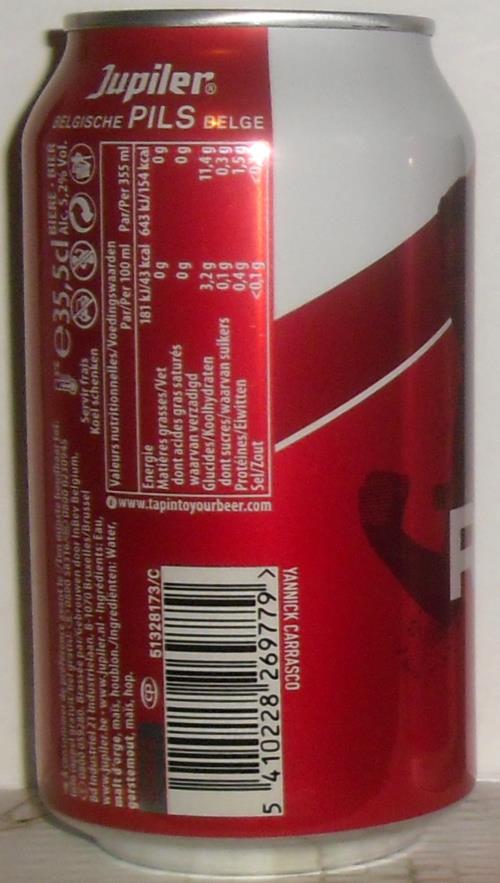 Jupiler®
BELGISCHE PILS BELGE
BIÈRE · BIER
Alc. 5,2% Vol.
e35,5cl
Servir frais
Koel schenken
Valeurs nutritionnelles/Voedingswaarden
Par/Per 100 ml Par/Per 355 ml
Energie 181 kJ/43 kcal 643 kJ/154 kcal
Matières grasses/Vet 0 g 0 g
dont acides gras saturés
waarvan verzadigd 0 g 0 g
Glucides/Koolhydraten 3,2 g 11,4 g
dont sucres/waarvan suikers 0,1 g 0,3 g
Protéines/Eiwitten 0,4 g 1,5 g
Sel/Zout <0,1 g
www.tapintoyourbeer.com
Brassée par/Gebrouwen door InBev Belgium,
Bd Industriel 21 Industrielaan, B-1070 Bruxelles/Brussel
www.jupiler.be · www.jupiler.nl · Ingrédients: Eau,
malt d'orge, maïs, houblon./Ingrediënten: Water,
gerstemout, maïs, hop.
51328173/C
5 410228 269779 >
YANNICK CARRASCO